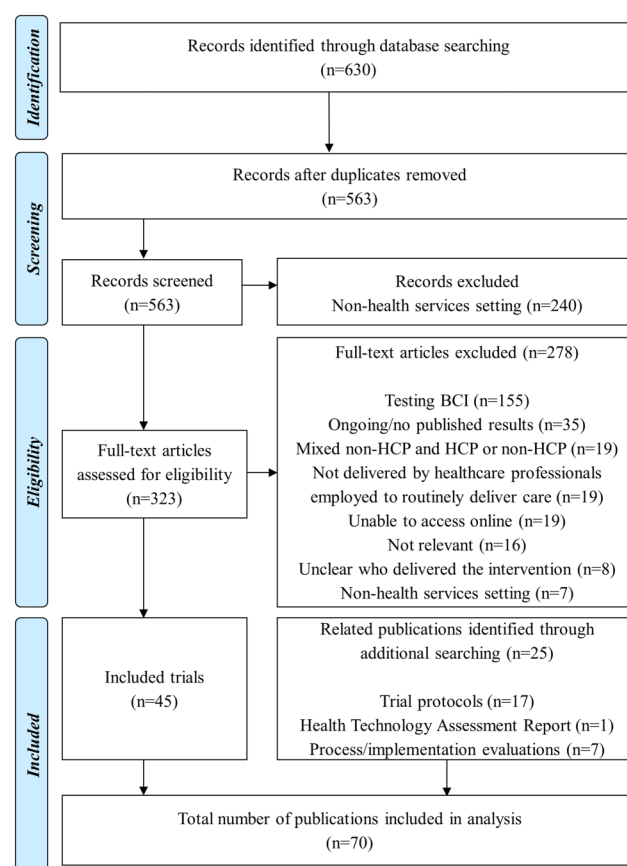 Identification
Records identified through database searching
(n=630)
Screening
Records after duplicates removed
(n=563)
Records screened
(n=563)
Records excluded
Non-health services setting (n=240)
Eligibility
Full-text articles
assessed for eligibility
(n=323)
Full-text articles excluded (n=278)
Testing BCI (n=155)
Ongoing/no published results (n=35)
Mixed non-HCP and HCP or non-HCP (n=19)
Not delivered by healthcare professionals
employed to routinely deliver care (n=19)
Unable to access online (n=19)
Not relevant (n=16)
Unclear who delivered the intervention (n=8)
Non-health services setting (n=7)
Included
Included trials
(n=45)
Related publications identified through
additional searching (n=25)
Trial protocols (n=17)
Health Technology Assessment Report (n=1)
Process/implementation evaluations (n=7)
Total number of publications included in analysis
(n=70)